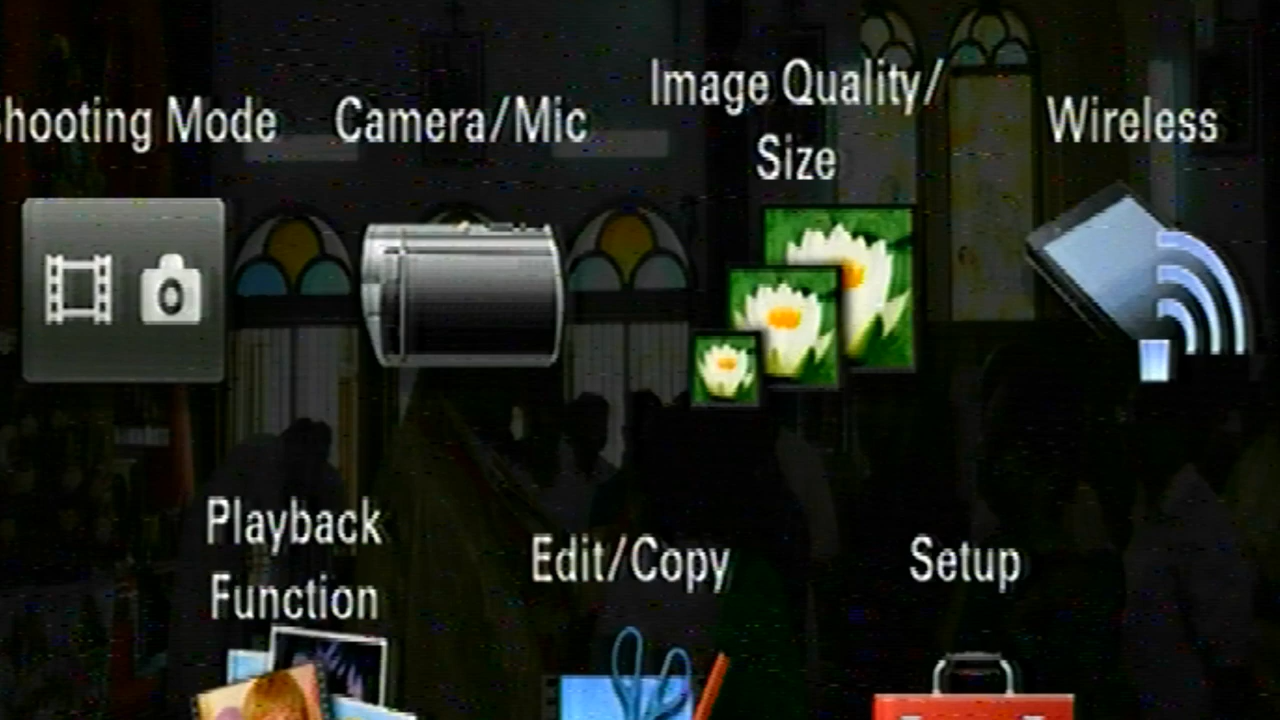 hooting Mode
Camera/Mic
Image Quality/
Size
Wireless
Playback
Function
Edit/Copy
Setup